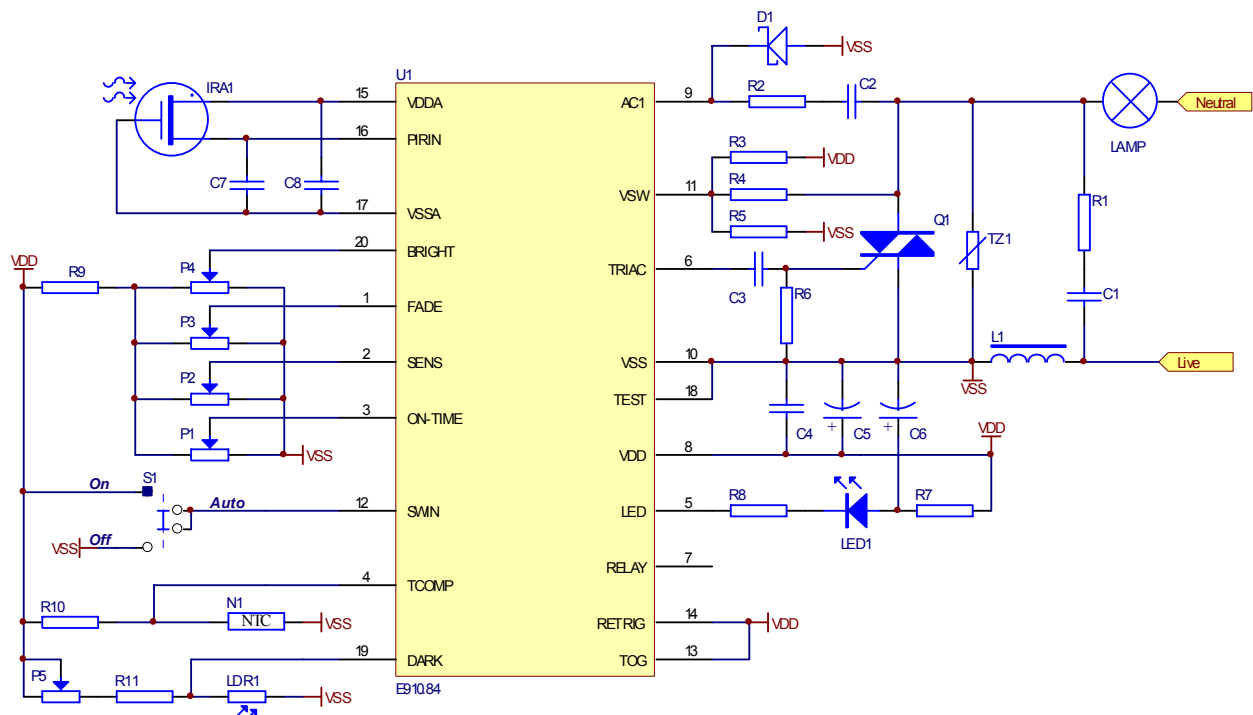 D1
VSS
U1
IRA1
R2
C2
15 VDDA
AC1 9
Neutral
16 PIRIN
LAMP
R3
VDD
C7
C8
R4
VSW 11
R1
17 VSSA
R5
VSS
Q1
TZ1
20 BRIGHT
VDD
R9
P4
TRIAC 6
C3
R6
C1
1 FADE
P3
L1
2 SENS
VSS 10
Live
P2
VSS
TEST 18
3 ON-TIME
P1
C4
C5
C6
+
+
VDD
VSS
VDD 8
On
S1
Auto
12 SWIN
LED 5
R8
R7
VSS
Off
LED1
RELAY 7
4 TCOMP
R10
N1
NTC
VSS
RETRIG 14
VDD
19 DARK
TOG 13
P5
R11
LDR1
VSS
E910.84